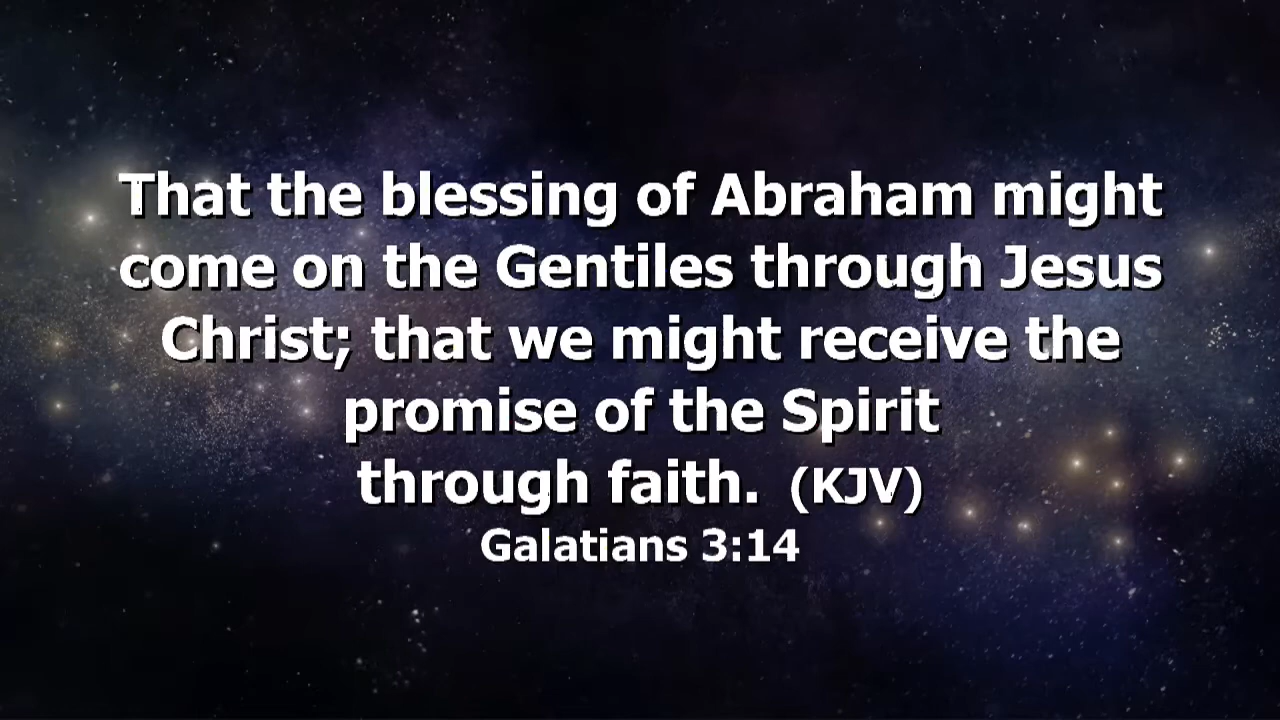 That the blessing of Abraham might
come on the Gentiles through Jesus
Christ; that we might receive the
promise of the Spirit
through faith. (KJV)
Galatians 3:14